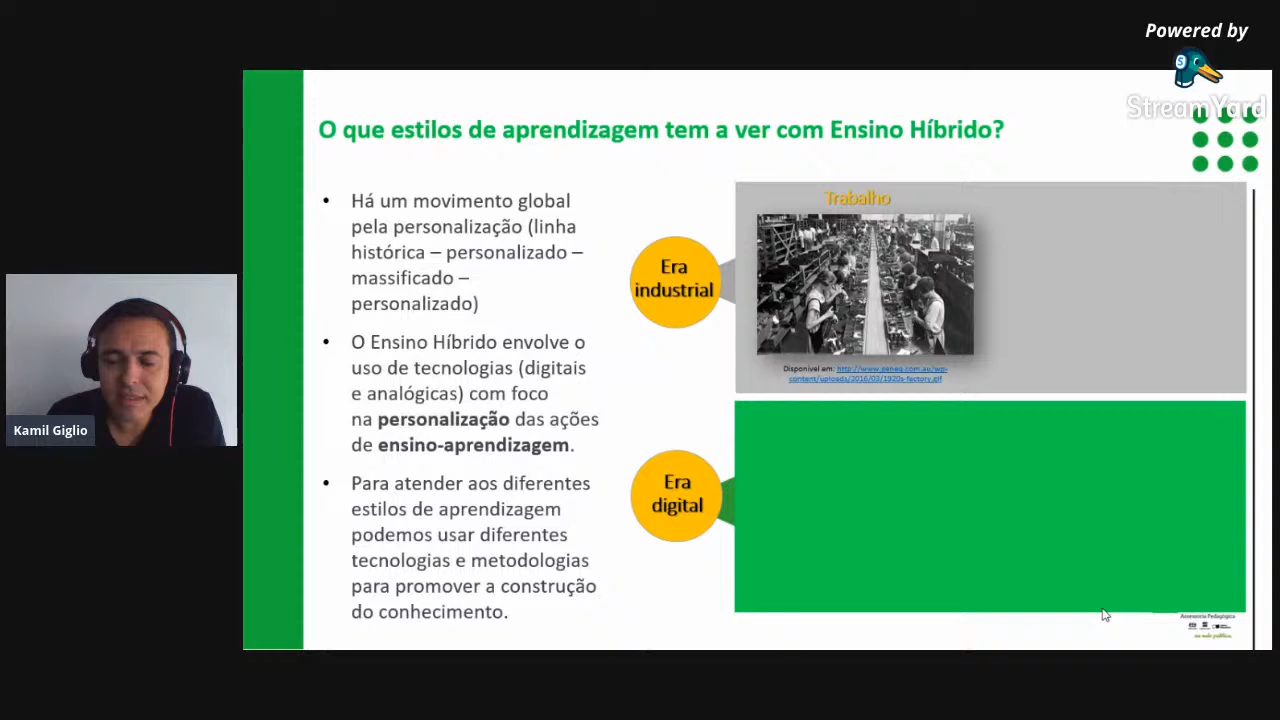 Powered by
StreamYard
O que estilos de aprendizagem tem a ver com Ensino Híbrido?
• Há um movimento global
pela personalização (linha
histórica – personalizado –
massificado –
personalizado)
• O Ensino Híbrido envolve o
uso de tecnologias (digitais
e analógicas) com foco
na personalização das ações
de ensino-aprendizagem.
• Para atender aos diferentes
estilos de aprendizagem
podemos usar diferentes
tecnologias e metodologias
para promover a construção
do conhecimento.
Era
industrial
Trabalho
Disponível em: http://www.peneq.com.au/wp-
content/uploads/2016/03/1920s-factory.gif
Era
digital
Kamil Giglio
Assessoria Pedagógica